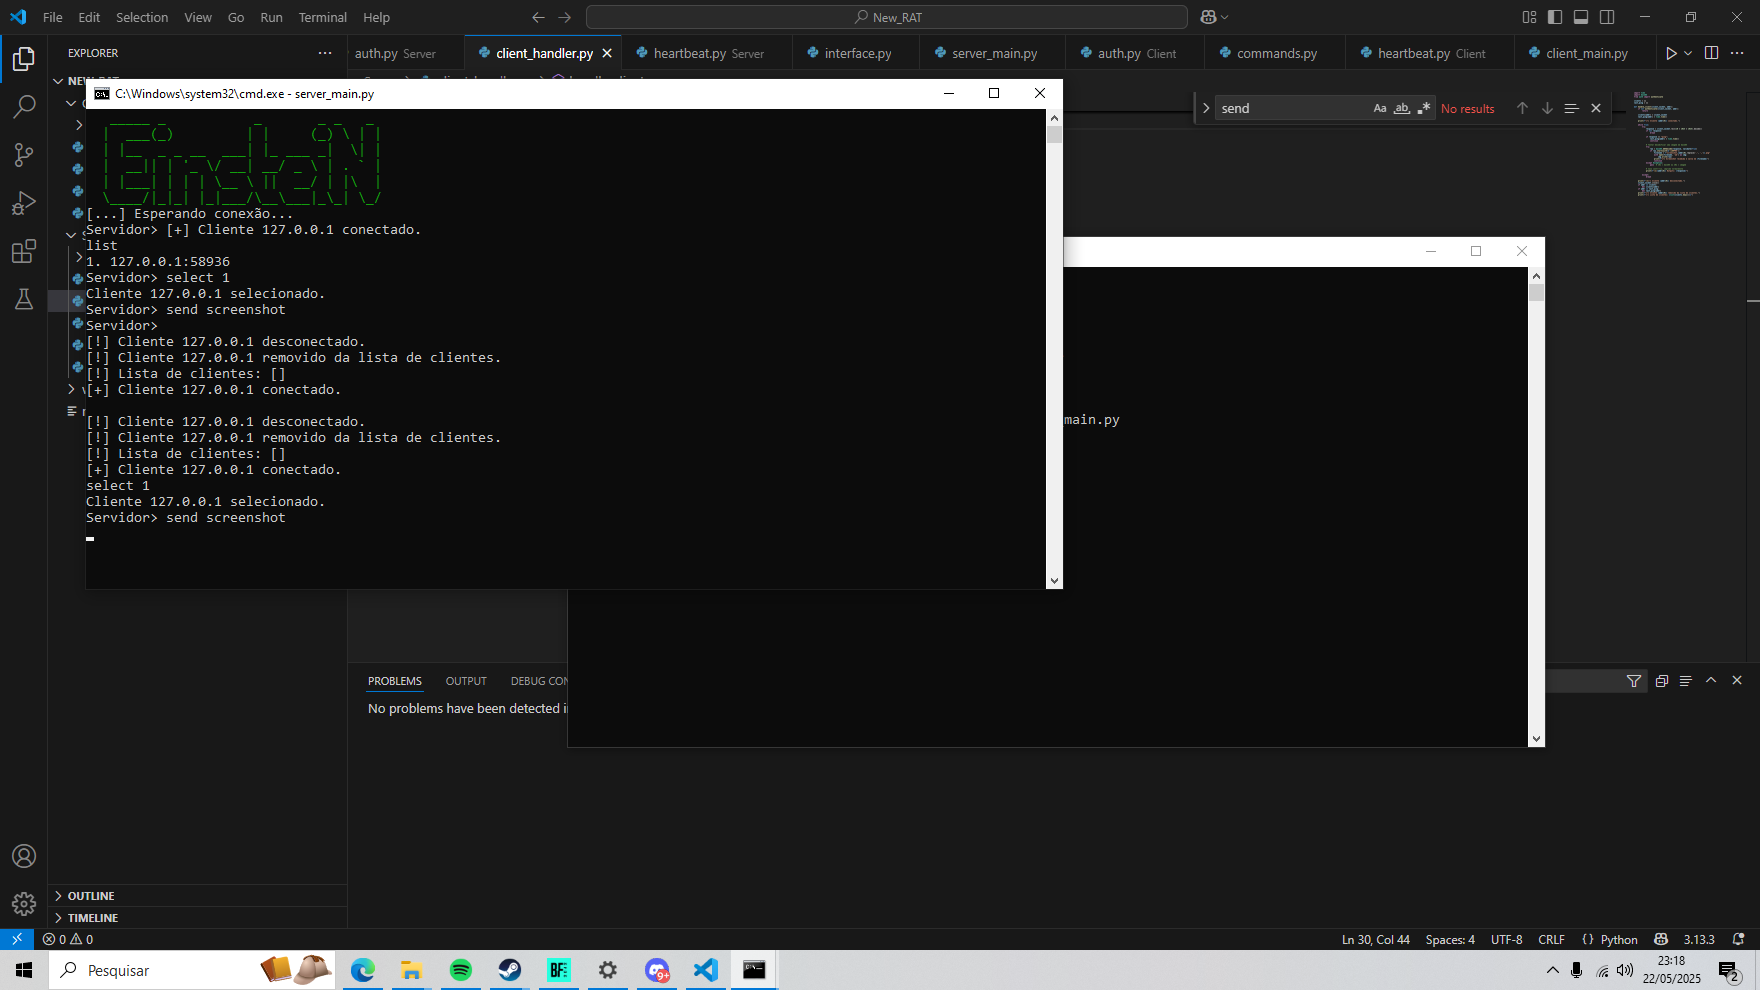 File Edit Selection View Go Run Terminal Help
New_RAT
EXPLORER
auth.py Server
client_handler.py
heartbeat.py Server
interface.py
server_main.py
auth.py Client
commands.py
heartbeat.py Client
client_main.py
C:\Windows\system32\cmd.exe - server_main.py
send
Aa
ab
No results
[...] Esperando conexão...
Servidor> [+] Cliente 127.0.0.1 conectado.
list
1. 127.0.0.1:58936
Servidor> select 1
Cliente 127.0.0.1 selecionado.
Servidor> send screenshot
Servidor>
[!] Cliente 127.0.0.1 desconectado.
[!] Cliente 127.0.0.1 removido da lista de clientes.
[!] Lista de clientes: []
[+] Cliente 127.0.0.1 conectado.
[!] Cliente 127.0.0.1 desconectado.
[!] Cliente 127.0.0.1 removido da lista de clientes.
[!] Lista de clientes: []
[+] Cliente 127.0.0.1 conectado.
select 1
Cliente 127.0.0.1 selecionado.
Servidor> send screenshot
main.py
PROBLEMS OUTPUT DEBUG CON
No problems have been detected i
OUTLINE
TIMELINE
0 0
Ln 30, Col 44 Spaces: 4 UTF-8 CRLF {} Python 3.13.3
Pesquisar
BF
9+
23:18
22/05/2025
2